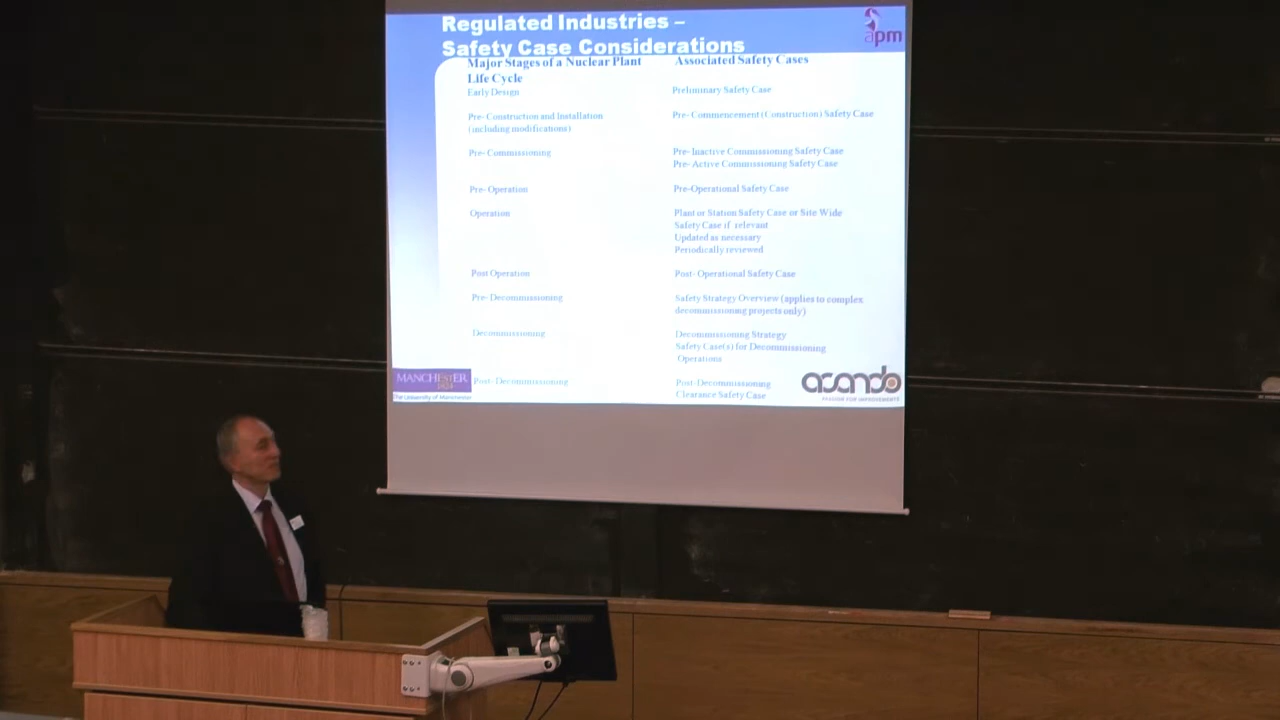 Regulated Industries –
Safety Case Considerations
apm
Major Stages of a Nuclear Plant
Life Cycle
Associated Safety Cases
Early Design
Preliminary Safety Case
Pre- Construction and Installation
(including modifications)
Pre- Commencement (Construction) Safety Case
Pre- Commissioning
Pre- Inactive Commissioning Safety Case
Pre- Active Commissioning Safety Case
Pre- Operation
Pre-Operational Safety Case
Operation
Plant or Station Safety Case or Site Wide
Safety Case if relevant
Updated as necessary
Periodically reviewed
Post Operation
Post- Operational Safety Case
Pre- Decommissioning
Safety Strategy Overview (applies to complex
decommissioning projects only)
Decommissioning
Decommissioning Strategy
Safety Case(s) for Decommissioning
Operations
Post- Decommissioning
Post-Decommissioning
Clearance Safety Case
MANCHESTER
1824
The University of Manchester
acando
PASSION FOR IMPROVEMENTS